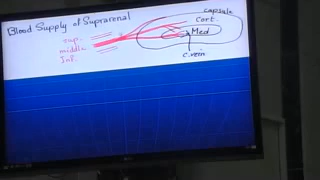 Blood Supply of Suprarenal
capsule
Cort.
Med
c.vein
sup.
middle
Inf.